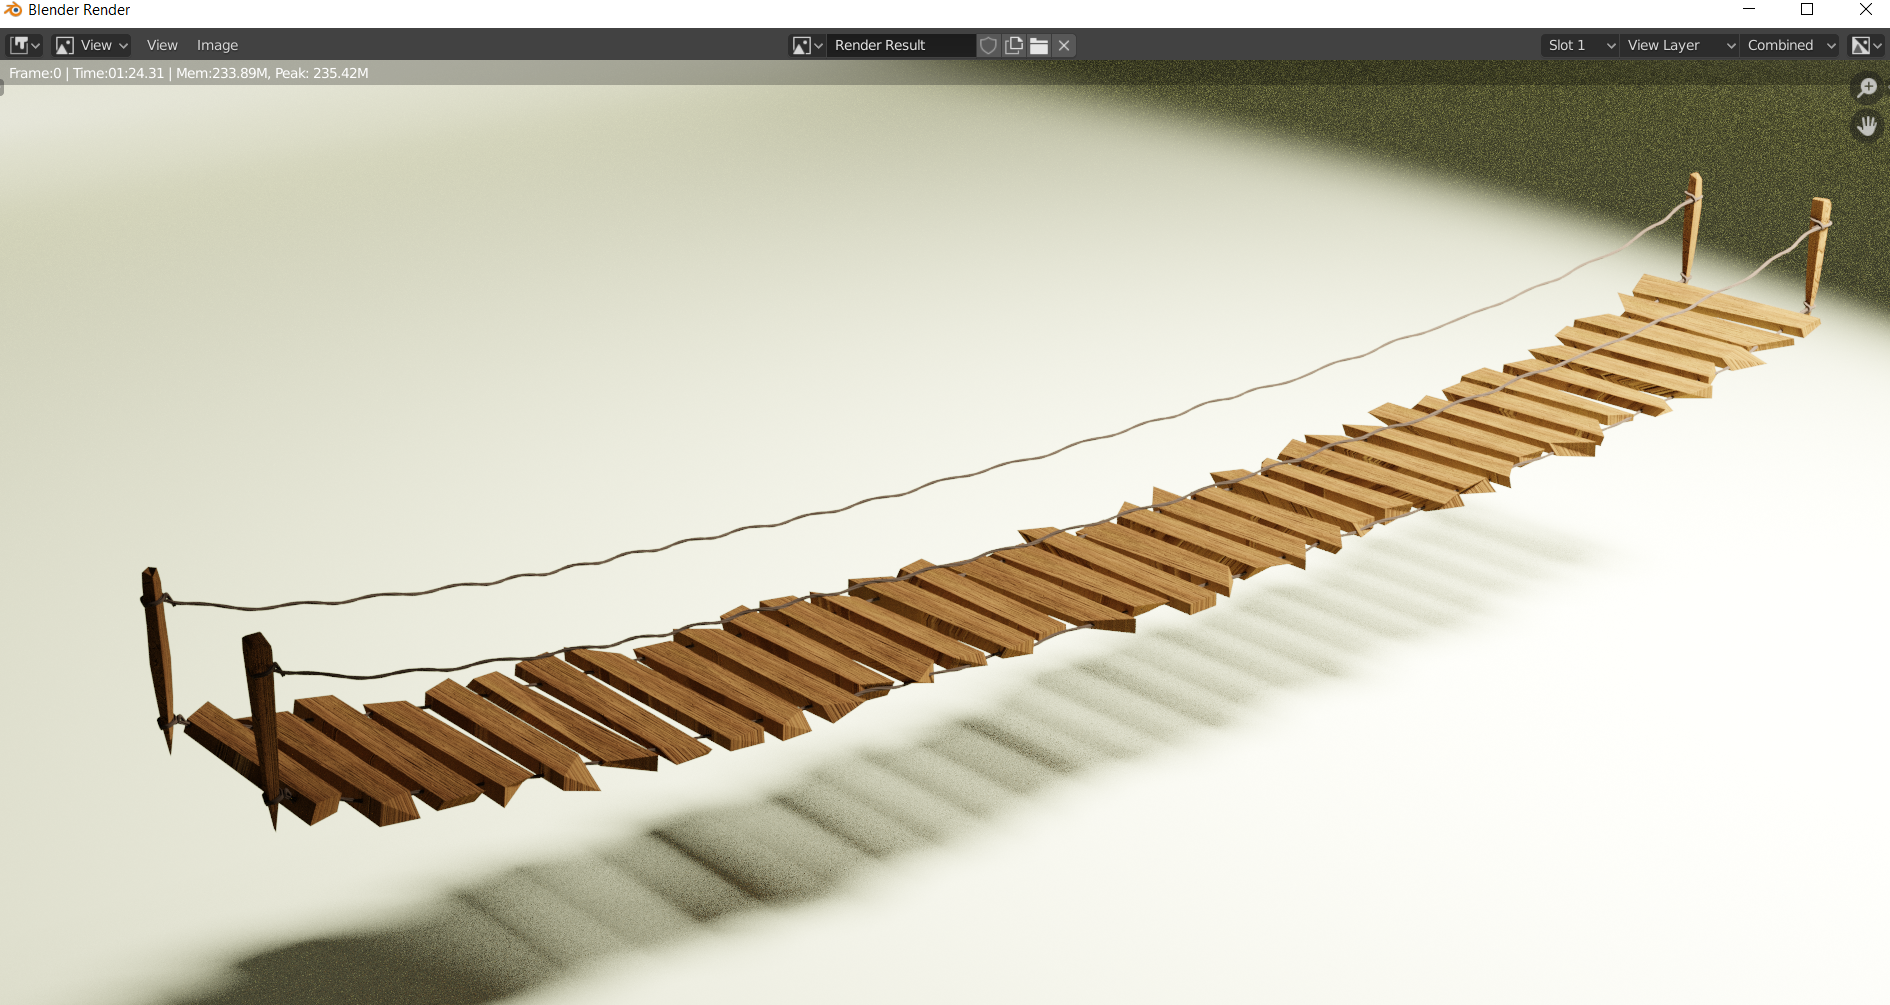 Blender Render
View View Image Render Result Slot 1 View Layer Combined
Frame:0 | Time:01:24.31 | Mem:233.89M, Peak: 235.42M